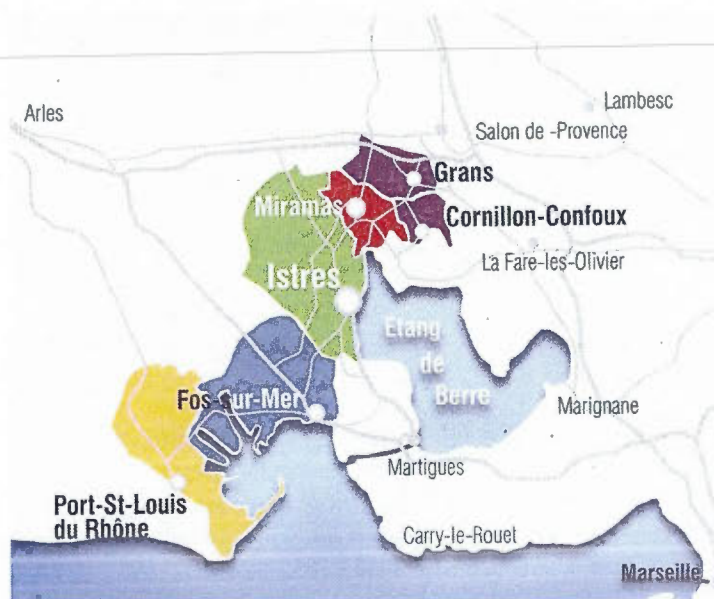 Arles
Lambesc
Salon de -Provence
Grans
Miramas
Cornillon-Confoux
La Fare-les-Olivier
Istres
Etang
de
Berre
Fos-sur-Mer
Marignane
Martigues
Port-St-Louis
du Rhône
Carry-le-Rouet
Marseille